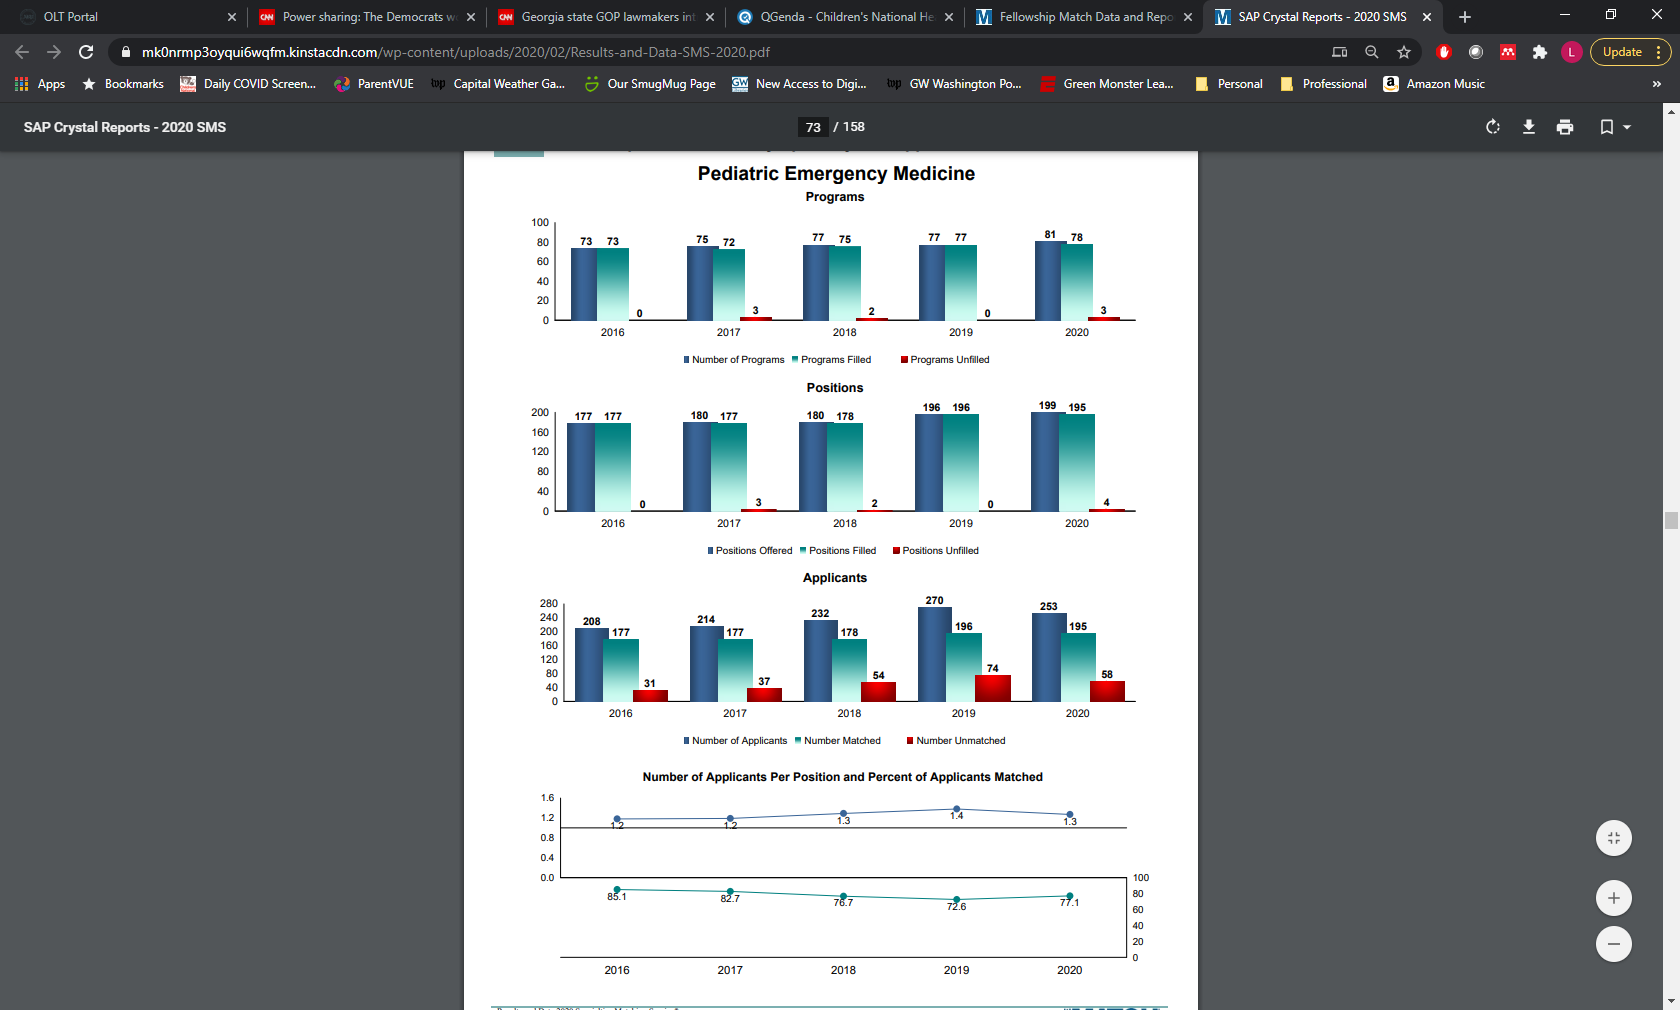 OLT Portal
Power sharing: The Democrats w
Georgia state GOP lawmakers int
QGenda - Children's National He
Fellowship Match Data and Repo
SAP Crystal Reports - 2020 SMS
mk0nrmp3oyqui6wqfm.kinstacdn.com/wp-content/uploads/2020/02/Results-and-Data-SMS-2020.pdf
L
Update
Apps
Bookmarks
Daily COVID Screen...
ParentVUE
Capital Weather Ga...
Our SmugMug Page
New Access to Digi...
GW Washington Po...
Green Monster Lea...
Personal
Professional
Amazon Music
SAP Crystal Reports - 2020 SMS
73 / 158
Pediatric Emergency Medicine
Programs
100
80
60
40
20
0
73 73 0
75 72 3
77 75 2
77 77 0
81 78 3
2016 2017 2018 2019 2020
Number of Programs Programs Filled Programs Unfilled
Positions
200
160
120
80
40
0
177 177 0
180 177 3
180 178 2
196 196 0
199 195 4
2016 2017 2018 2019 2020
Positions Offered Positions Filled Positions Unfilled
Applicants
280
240
200
160
120
80
40
0
208 177 31
214 177 37
232 178 54
270 196 74
253 195 58
2016 2017 2018 2019 2020
Number of Applicants Number Matched Number Unmatched
Number of Applicants Per Position and Percent of Applicants Matched
1.6
1.2
0.8
0.4
0.0
1.2 1.2 1.3 1.4 1.3
100
80
60
40
20
0
85.1 82.7 76.7 72.6 77.1
2016 2017 2018 2019 2020